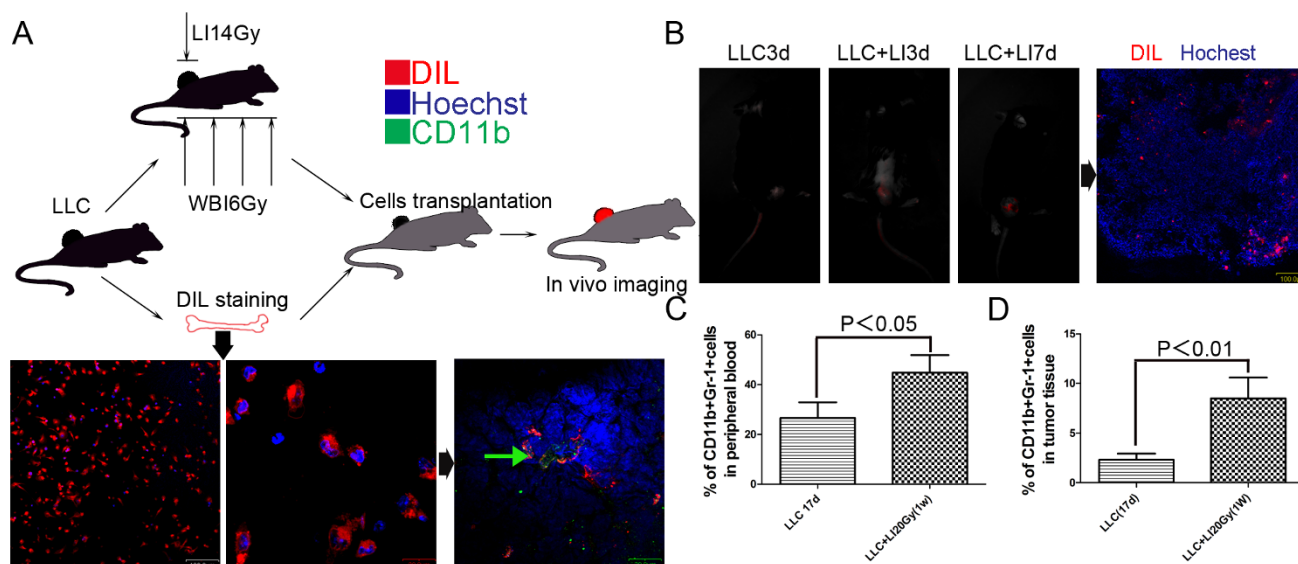 A
LI14Gy
DIL
Hoechst
CD11b
LLC
WBI6Gy
Cells transplantation
In vivo imaging
DIL staining
B
LLC3d
LLC+LI3d
LLC+LI7d
DIL Hochest
C
P<0.05
% of CD11b+Gr-1+cells
in peripheral blood
60
40
20
0
LLC 17d
LLC+LI20Gy(1w)
D
P<0.01
% of CD11b+Gr-1+cells
in tumor tissue
15
10
5
0
LLC(17d)
LLC+LI20Gy(1W)